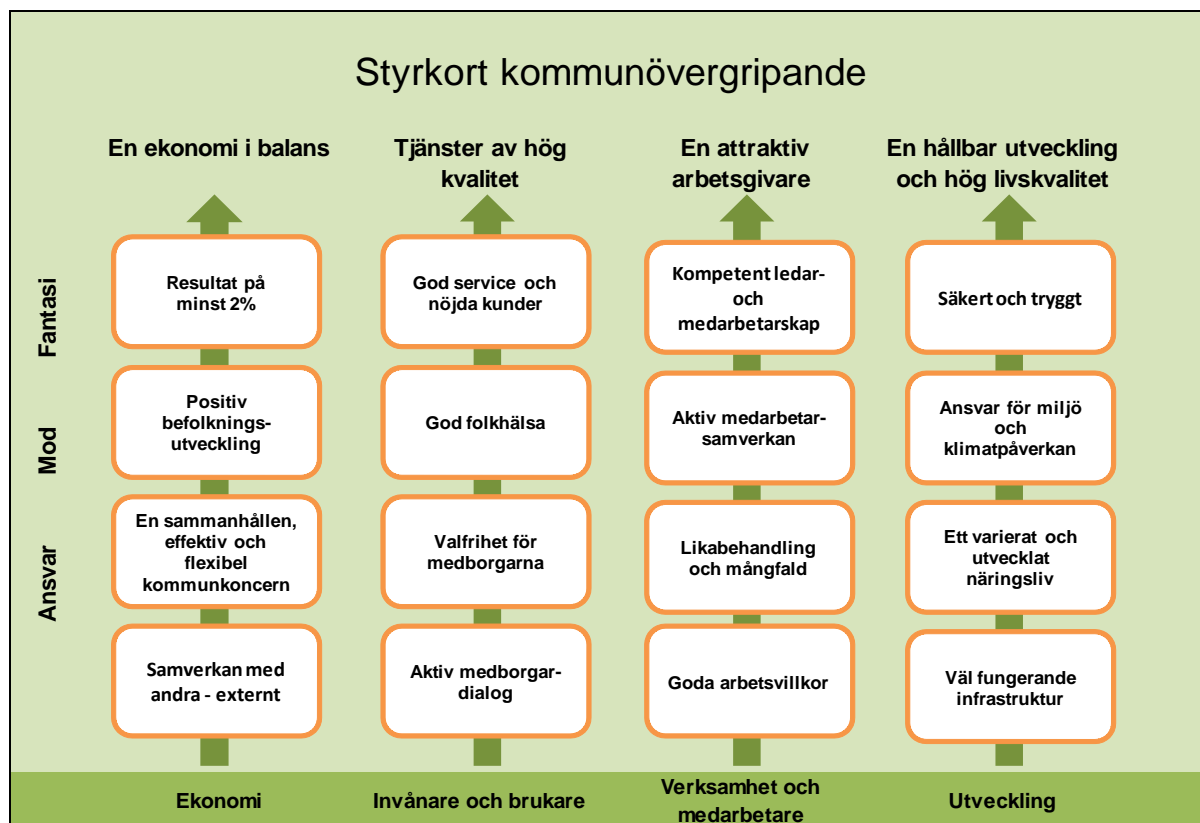 Styrkort kommunövergripande
En ekonomi i balans
Tjänster av hög
kvalitet
En attraktiv
arbetsgivare
En hållbar utveckling
och hög livskvalitet
Fantasi
Mod
Ansvar
Resultat på
minst 2%
Positiv
befolknings-
utveckling
En sammanhållen,
effektiv och
flexibel
kommunkoncern
Samverkan med
andra - externt
God service och
nöjda kunder
God folkhälsa
Valfrihet för
medborgarna
Aktiv medborgar-
dialog
Kompetent ledar-
och
medarbetarskap
Aktiv medarbetar-
samverkan
Likabehandling
och mångfald
Goda arbetsvillkor
Säkert och tryggt
Ansvar för miljö
och
klimatpåverkan
Ett varierat och
utvecklat
näringsliv
Väl fungerande
infrastruktur
Ekonomi
Invånare och brukare
Verksamhet och
medarbetare
Utveckling